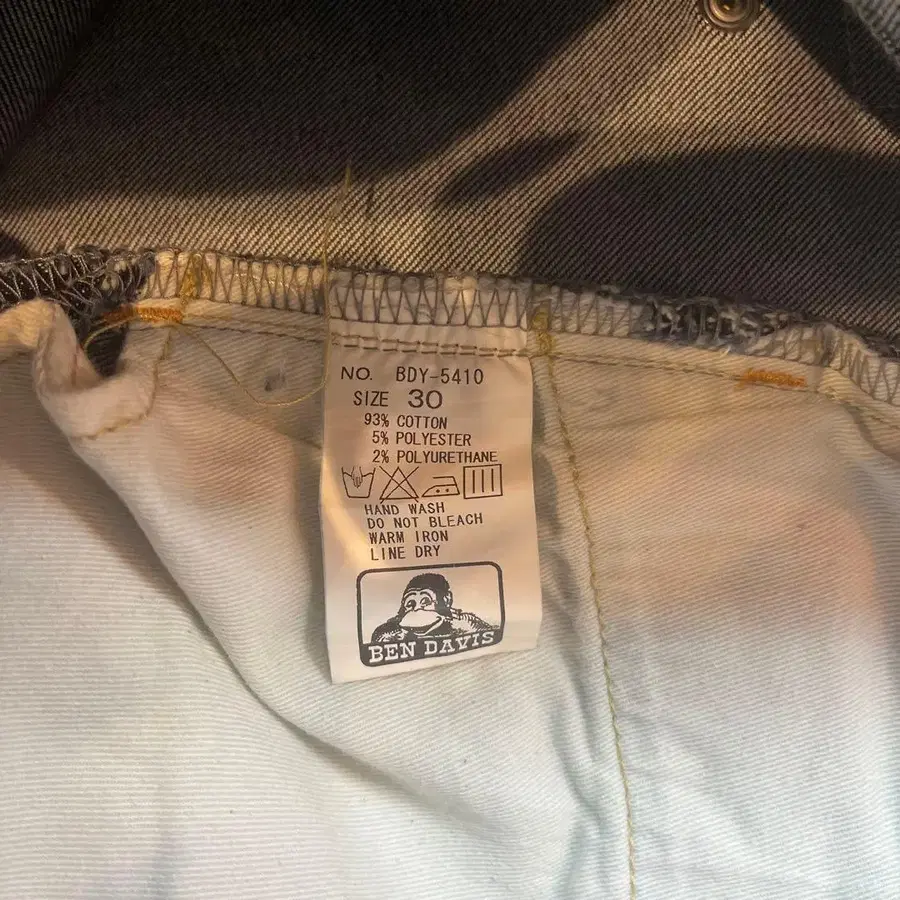 NO. BDY-5410
SIZE 30
93% COTTON
5% POLYESTER
2% POLYURETHANE
HAND WASH
DO NOT BLEACH
WARM IRON
LINE DRY
BEN DAVIS